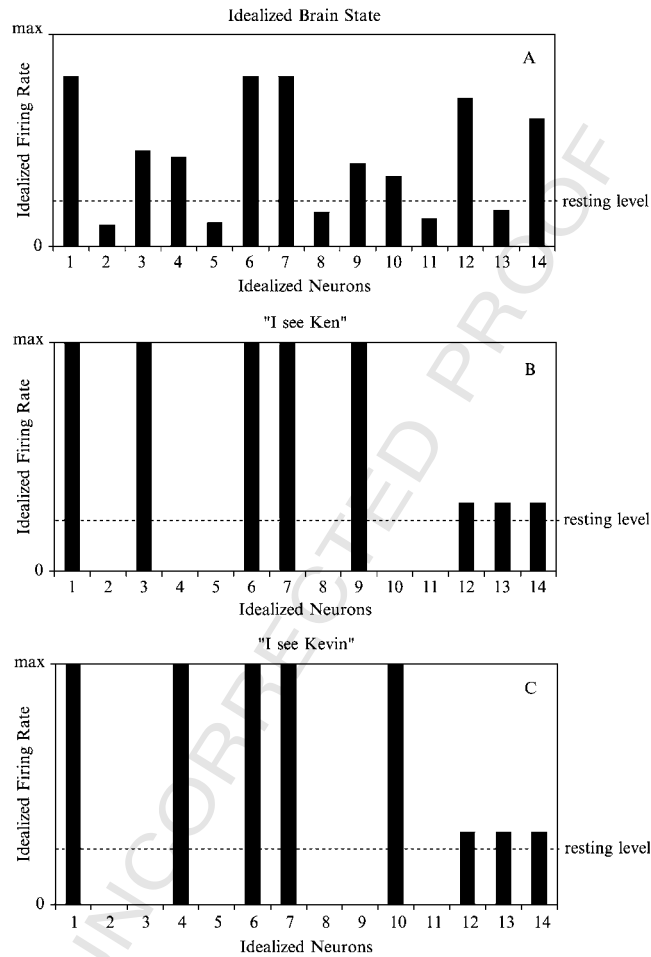 Idealized Brain State
max
A
Idealized Firing Rate
resting level
0
1 2 3 4 5 6 7 8 9 10 11 12 13 14
Idealized Neurons
"I see Ken"
max
B
Idealized Firing Rate
resting level
0
1 2 3 4 5 6 7 8 9 10 11 12 13 14
Idealized Neurons
"I see Kevin"
max
C
Idealized Firing Rate
resting level
0
1 2 3 4 5 6 7 8 9 10 11 12 13 14
Idealized Neurons
UNCORRECTED PROOF